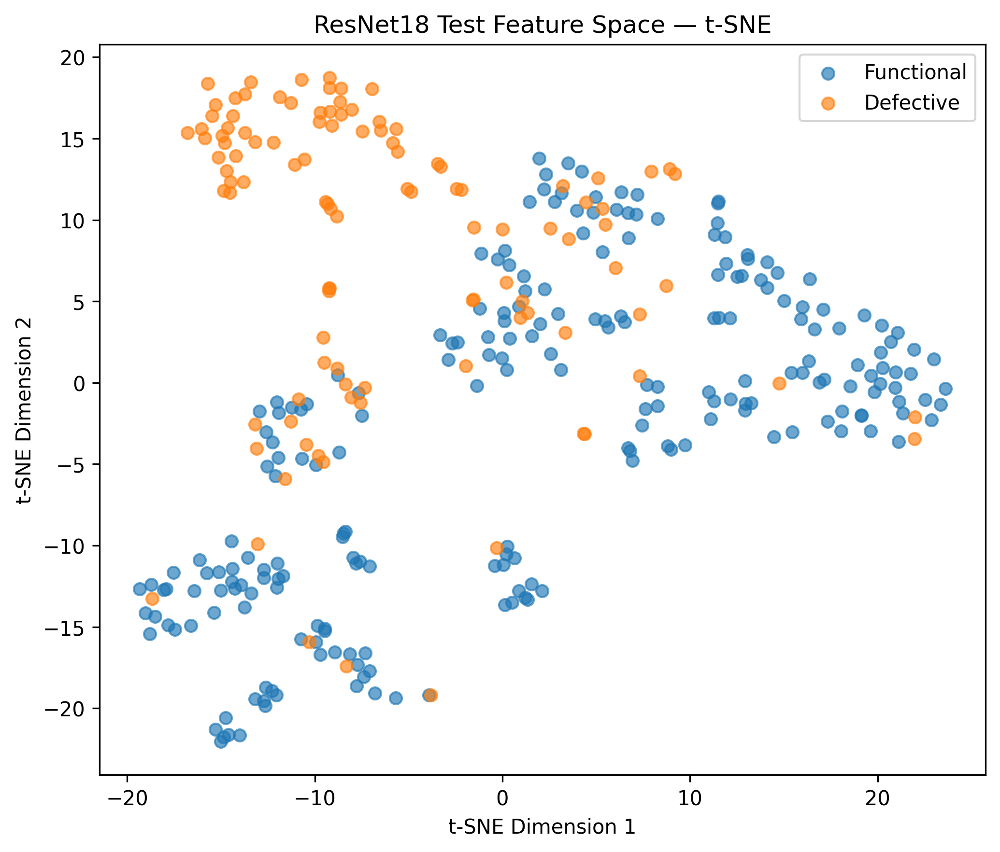 ResNet18 Test Feature Space — t-SNE
Functional
Defective
20
15
10
5
0
−5
−10
−15
−20
t-SNE Dimension 2
−20
−10
0
10
20
t-SNE Dimension 1